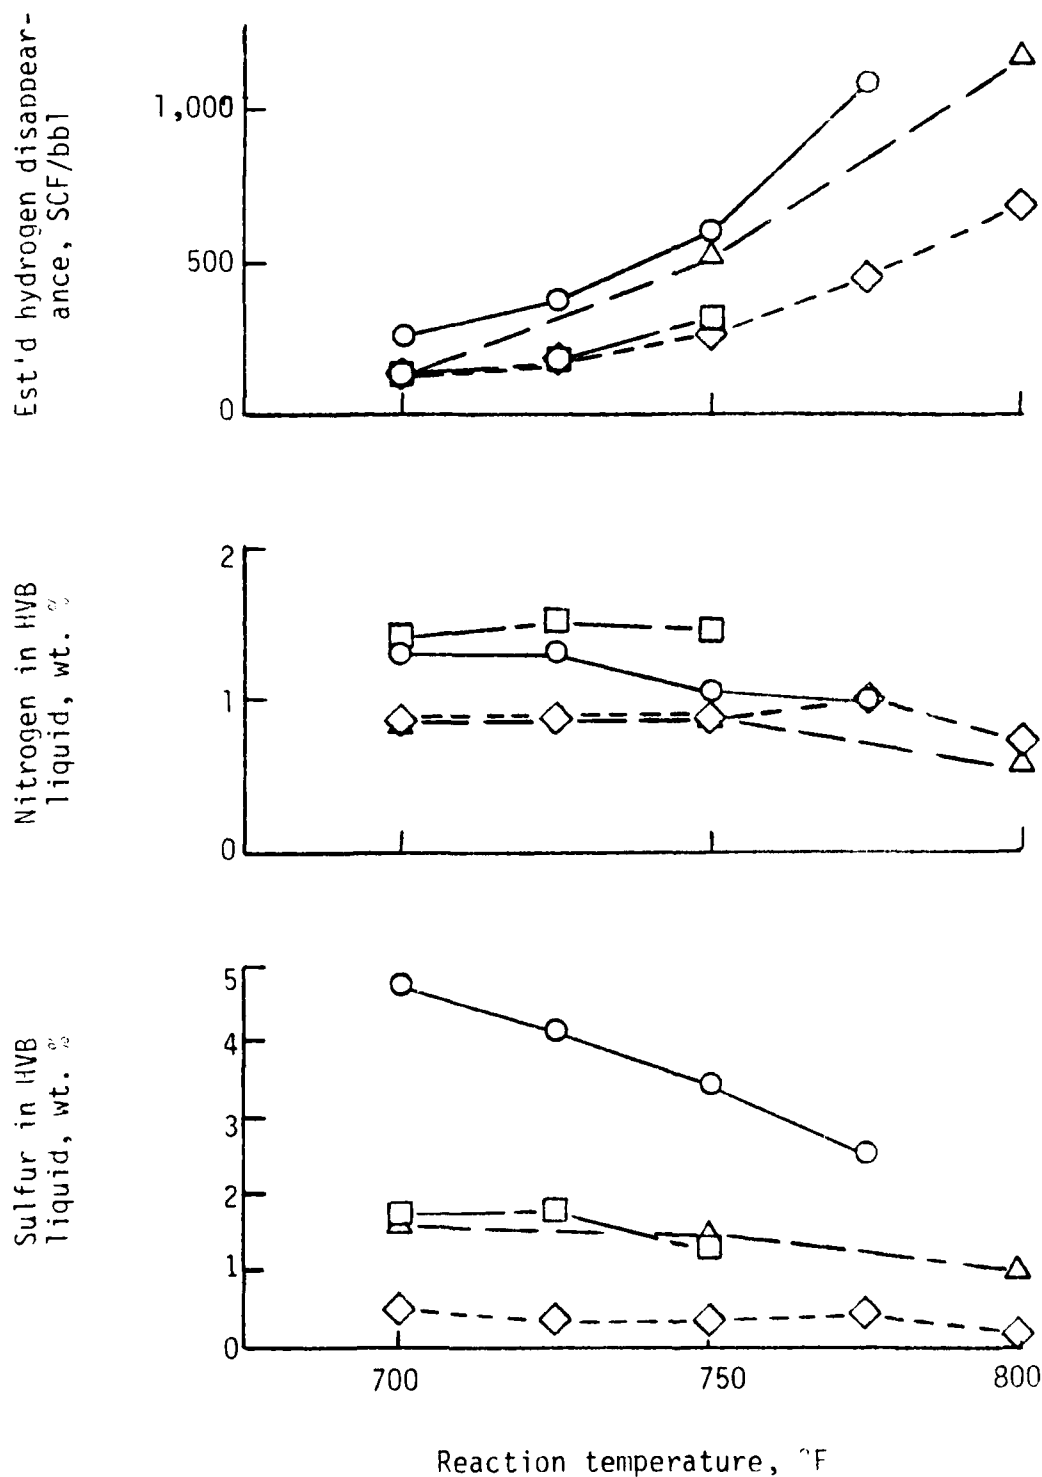 Est'd hydrogen disappear-
ance, SCF/bbl
1,000
500
0
Nitrogen in HVB
liquid, wt. %
2
1
0
Sulfur in HVB
liquid, wt. %
5
4
3
2
1
0
700 750 800
Reaction temperature, °F